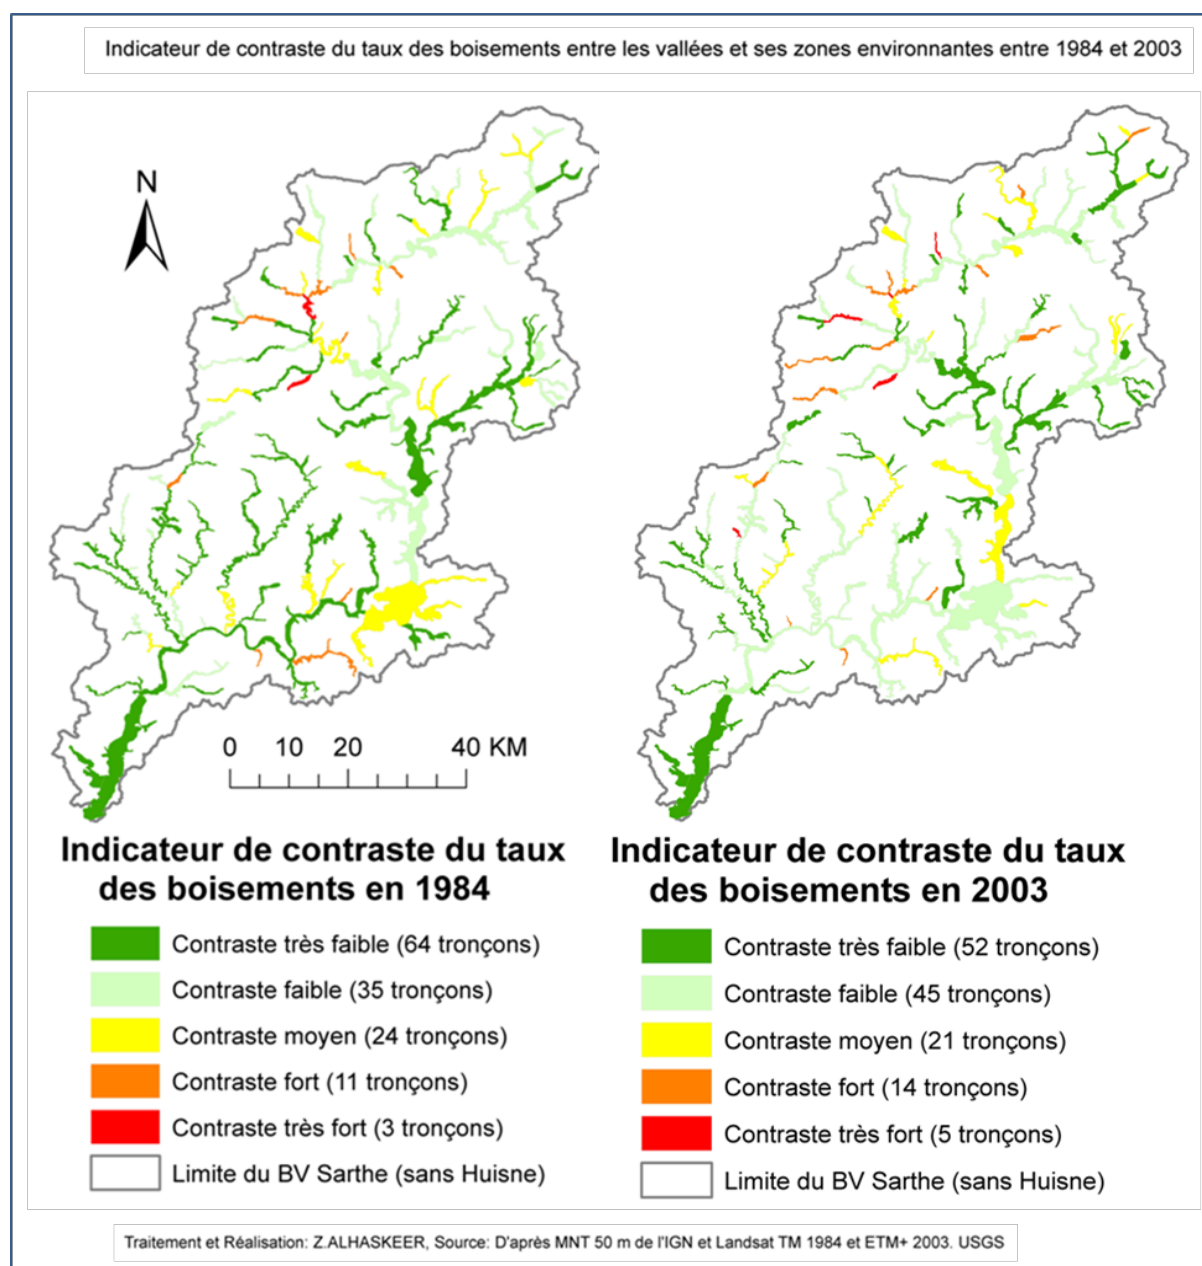 Indicateur de contraste du taux des boisements entre les vallées et ses zones environnantes entre 1984 et 2003
N
0 10 20 40 KM
Indicateur de contraste du taux
des boisements en 1984
Contraste très faible (64 tronçons)
Contraste faible (35 tronçons)
Contraste moyen (24 tronçons)
Contraste fort (11 tronçons)
Contraste très fort (3 tronçons)
Limite du BV Sarthe (sans Huisne)
Indicateur de contraste du taux
des boisements en 2003
Contraste très faible (52 tronçons)
Contraste faible (45 tronçons)
Contraste moyen (21 tronçons)
Contraste fort (14 tronçons)
Contraste très fort (5 tronçons)
Limite du BV Sarthe (sans Huisne)
Traitement et Réalisation: Z.ALHASKEER, Source: D'après MNT 50 m de l'IGN et Landsat TM 1984 et ETM+ 2003. USGS